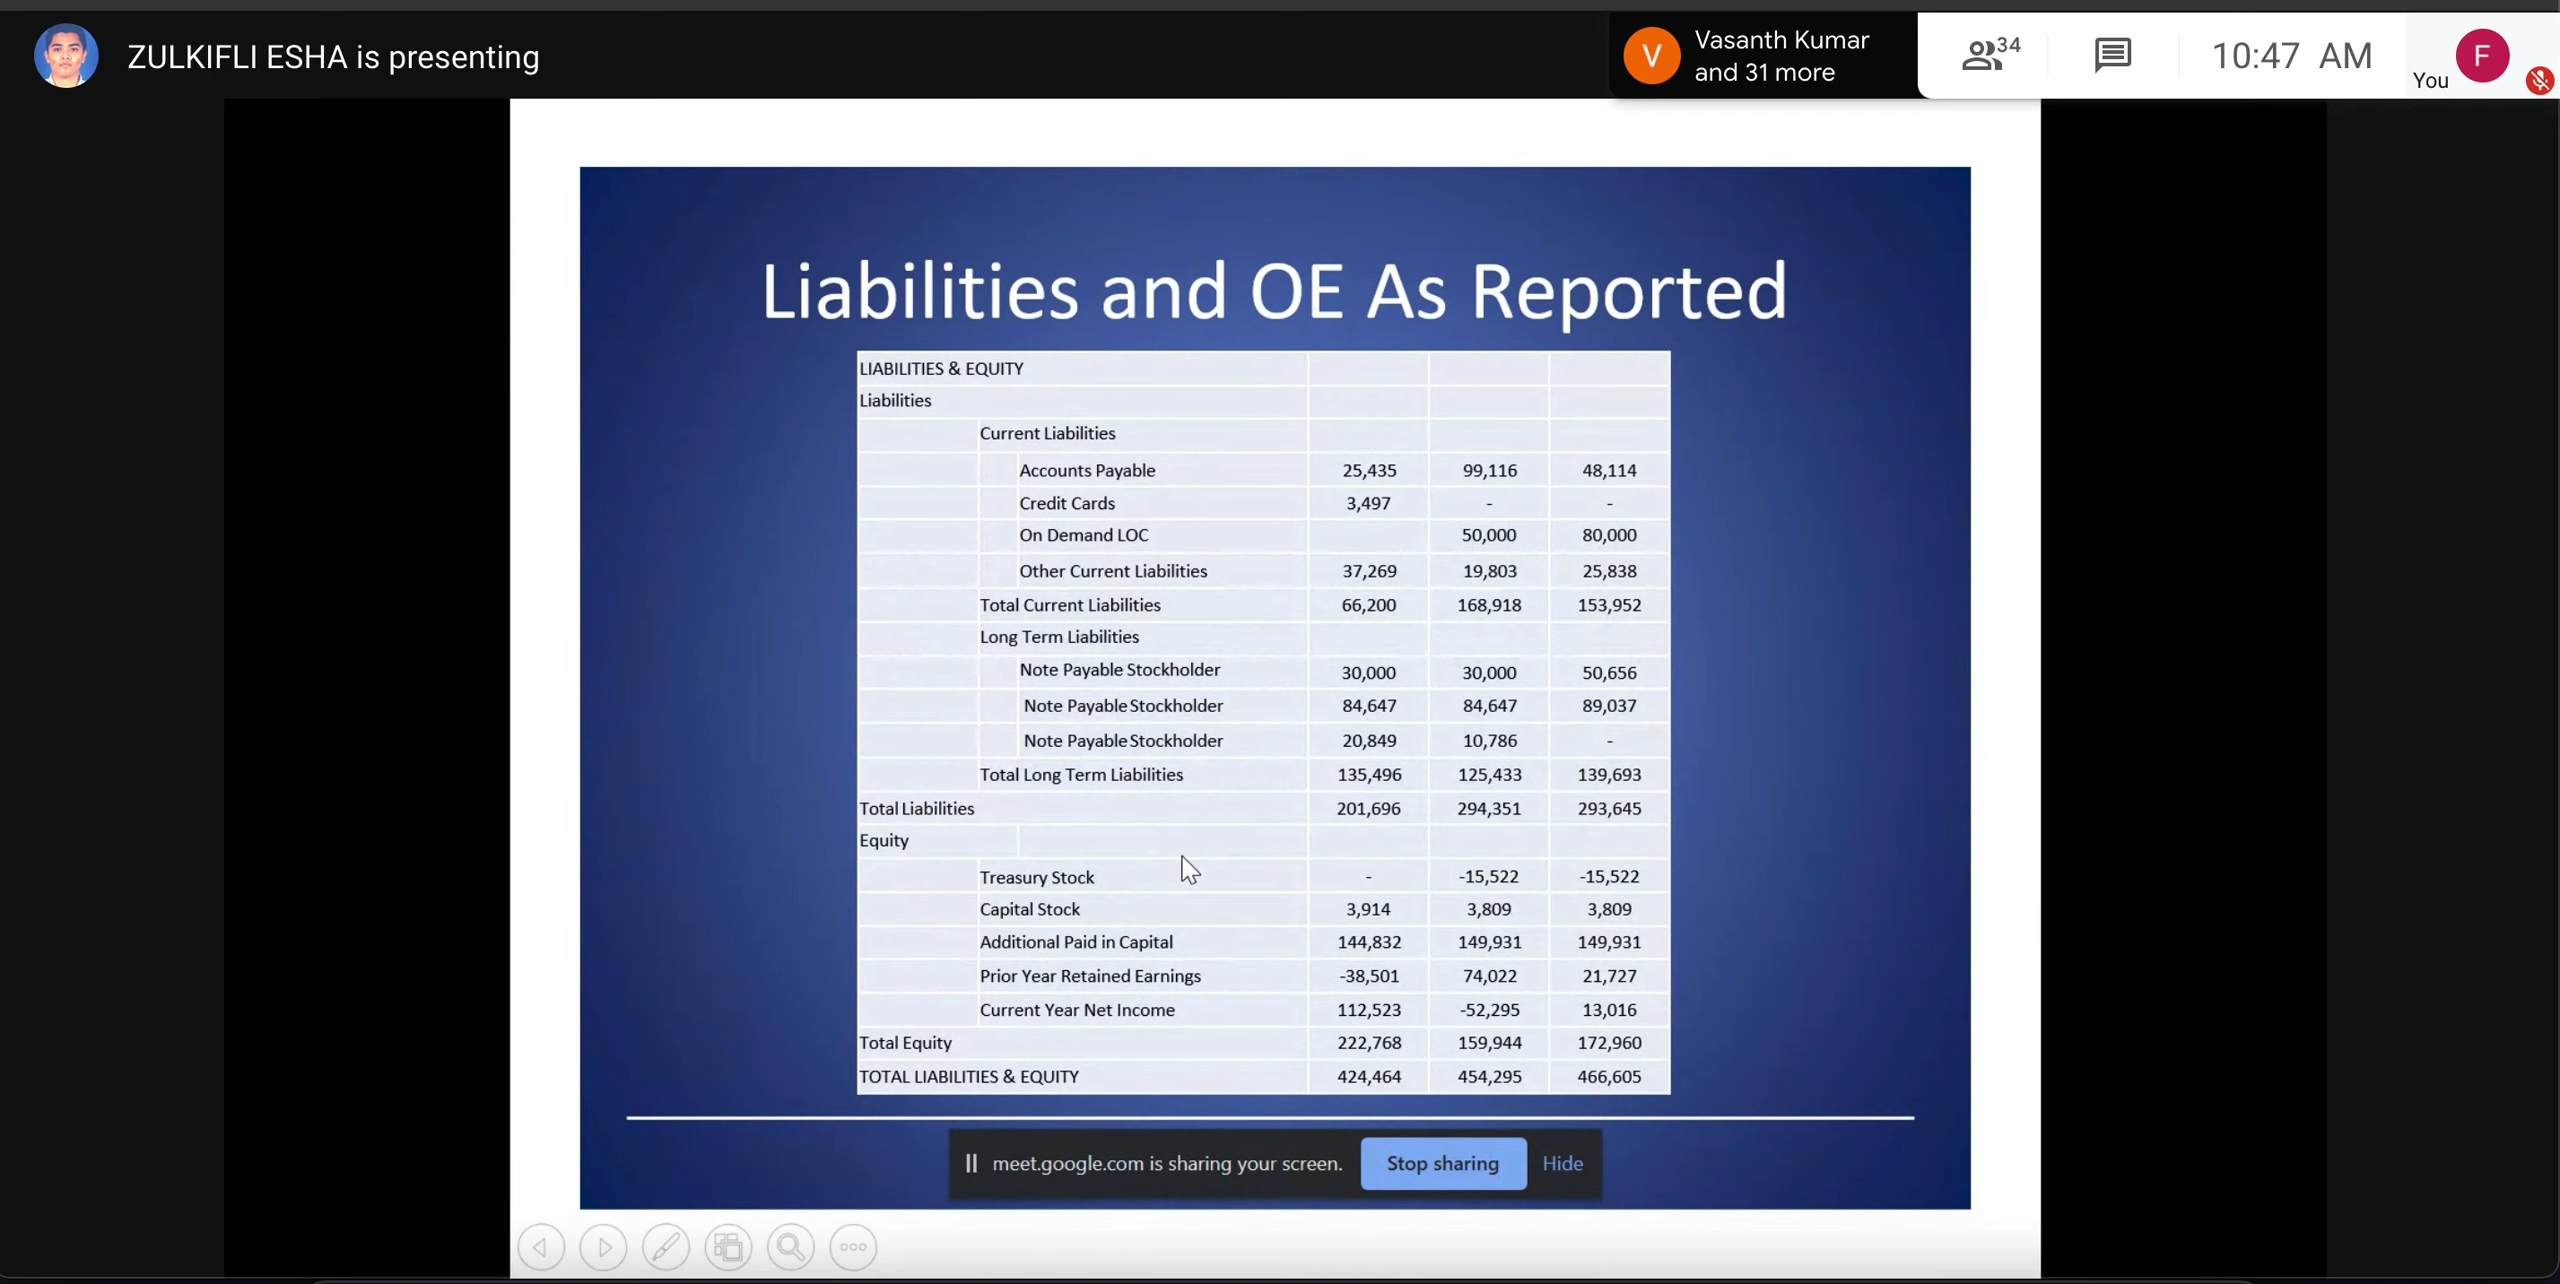 ZULKIFLI ESHA is presenting
V
Vasanth Kumar
and 31 more
34
10:47 AM
You
F
Liabilities and OE As Reported
LIABILITIES & EQUITY
Liabilities
Current Liabilities
Accounts Payable 25,435 99,116 48,114
Credit Cards 3,497 - -
On Demand LOC 50,000 80,000
Other Current Liabilities 37,269 19,803 25,838
Total Current Liabilities 66,200 168,918 153,952
Long Term Liabilities
Note Payable Stockholder 30,000 30,000 50,656
Note Payable Stockholder 84,647 84,647 89,037
Note Payable Stockholder 20,849 10,786 -
Total Long Term Liabilities 135,496 125,433 139,693
Total Liabilities 201,696 294,351 293,645
Equity
Treasury Stock - -15,522 -15,522
Capital Stock 3,914 3,809 3,809
Additional Paid in Capital 144,832 149,931 149,931
Prior Year Retained Earnings -38,501 74,022 21,727
Current Year Net Income 112,523 -52,295 13,016
Total Equity 222,768 159,944 172,960
TOTAL LIABILITIES & EQUITY 424,464 454,295 466,605
meet.google.com is sharing your screen. Stop sharing Hide